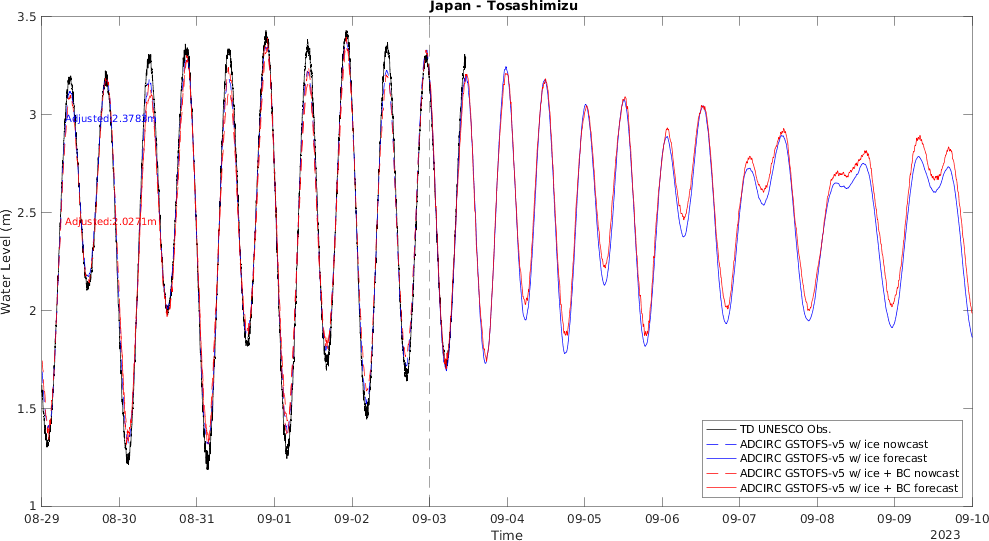 Japan - Tosashimizu
3.5
3
2.5
2
1.5
1
Water Level (m)
Adjusted:2.3783m
Adjusted:2.0271m
TD UNESCO Obs.
ADCIRC GSTOFS-v5 w/ ice nowcast
ADCIRC GSTOFS-v5 w/ ice forecast
ADCIRC GSTOFS-v5 w/ ice + BC nowcast
ADCIRC GSTOFS-v5 w/ ice + BC forecast
08-29 08-30 08-31 09-01 09-02 09-03 09-04 09-05 09-06 09-07 09-08 09-09 09-10
Time
2023